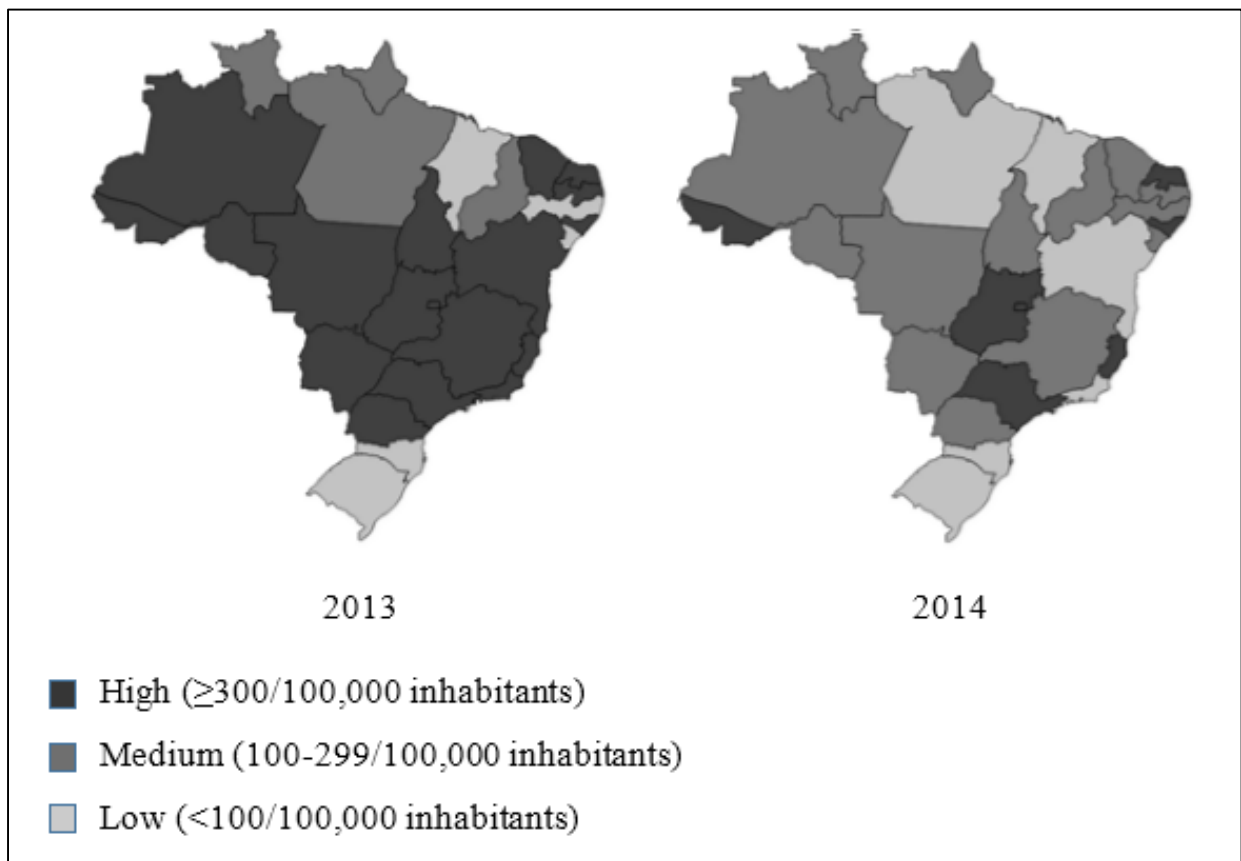 2013
2014
High (≥300/100,000 inhabitants)
Medium (100-299/100,000 inhabitants)
Low (<100/100,000 inhabitants)